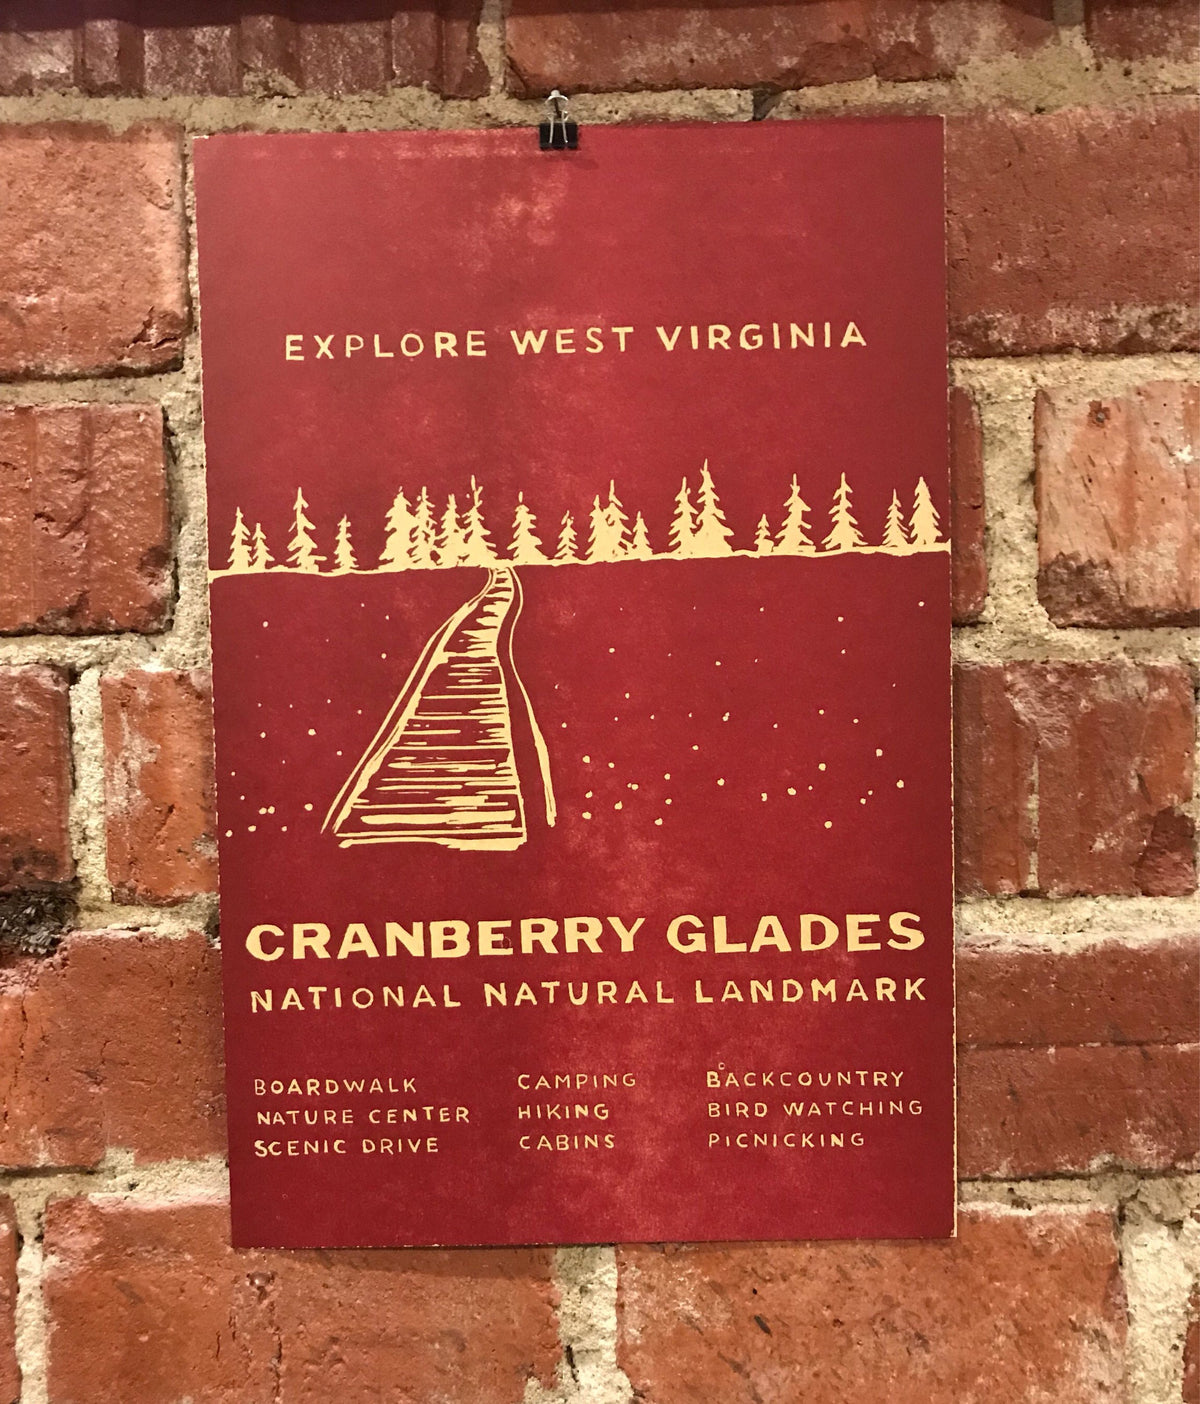 EXPLORE WEST VIRGINIA
CRANBERRY GLADES
NATIONAL NATURAL LANDMARK
BOARDWALK
NATURE CENTER
SCENIC DRIVE
CAMPING
HIKING
CABINS
BACKCOUNTRY
BIRD WATCHING
PICNICKING